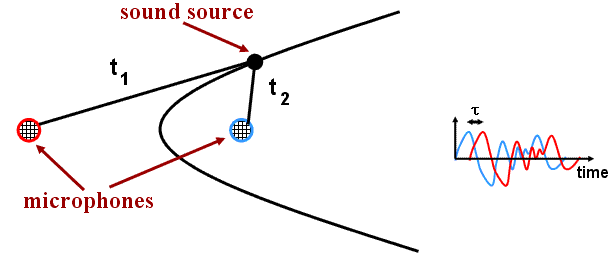 sound source
t1
t2
τ
time
microphones